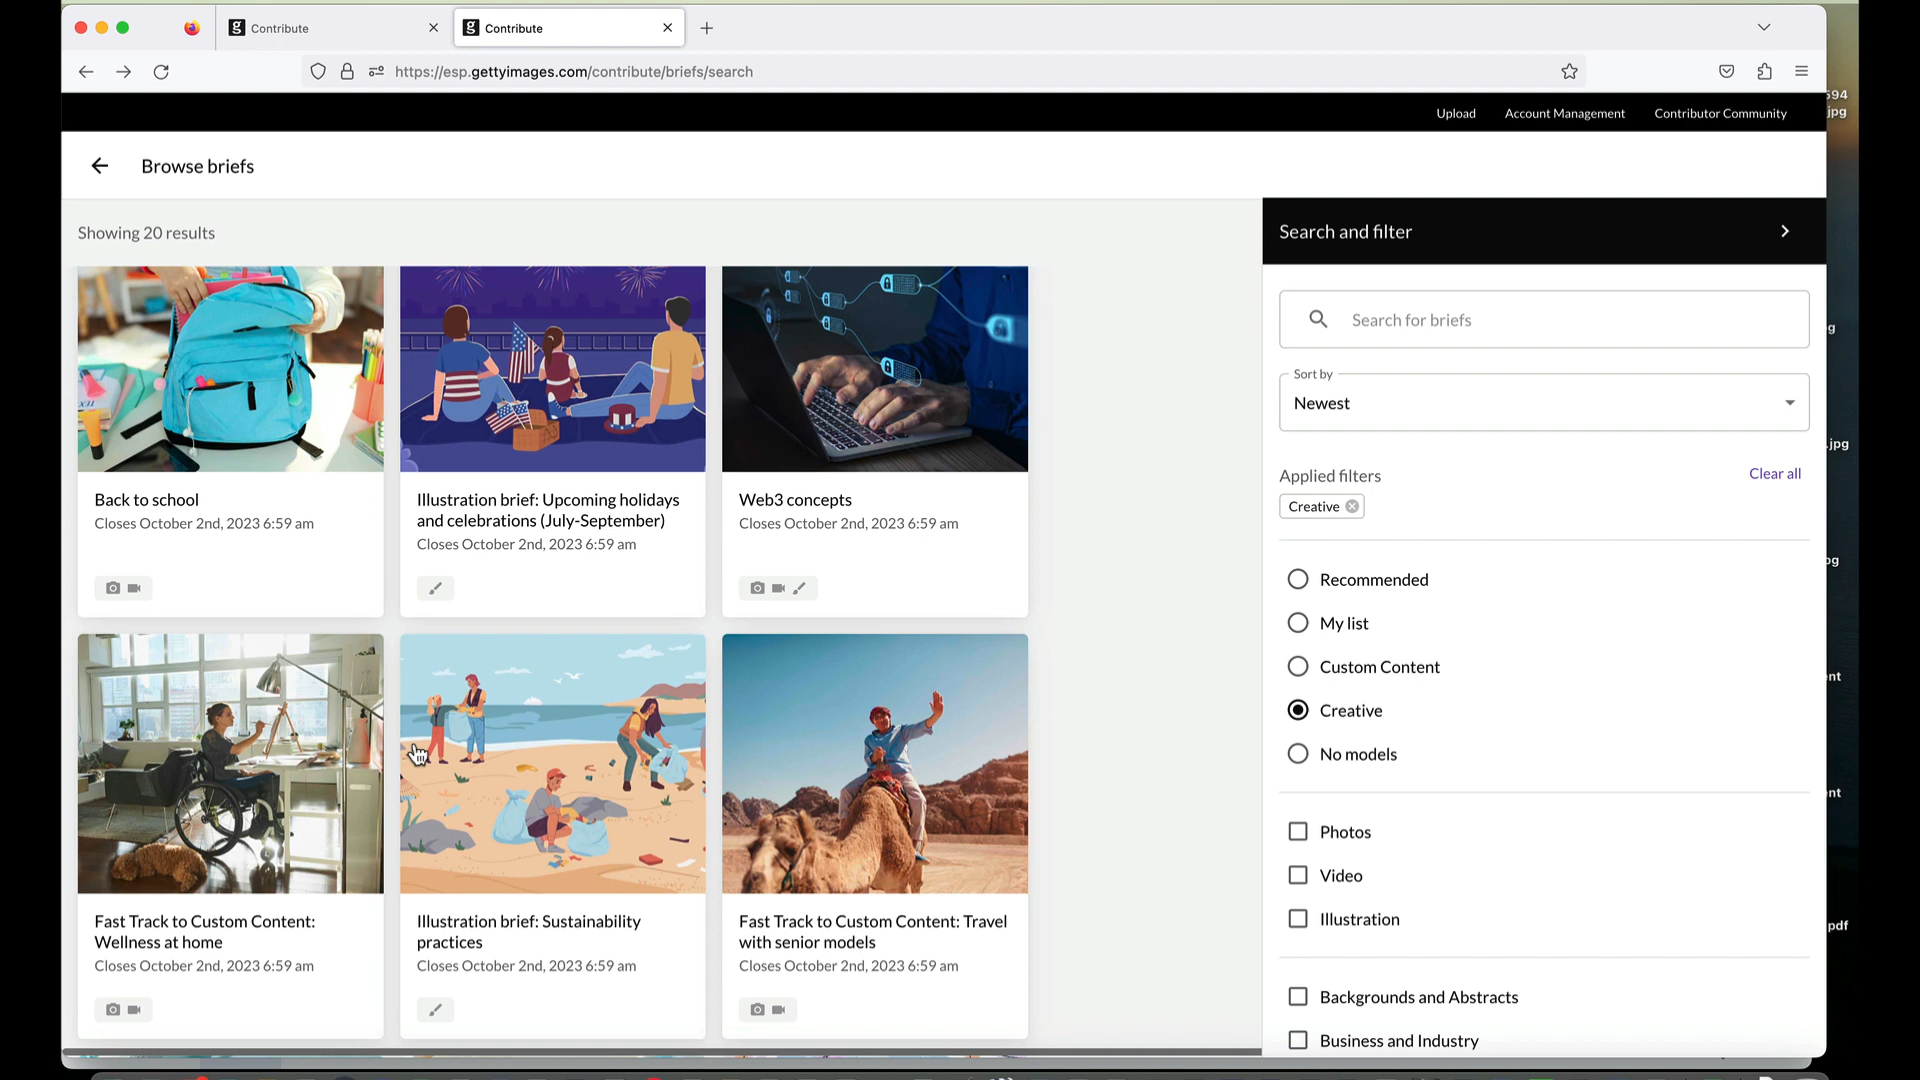 Contribute
Contribute
https://esp.gettyimages.com/contribute/briefs/search
Upload
Account Management
Contributor Community
Browse briefs
Showing 20 results
Back to school
Closes October 2nd, 2023 6:59 am
Illustration brief: Upcoming holidays
and celebrations (July-September)
Closes October 2nd, 2023 6:59 am
Web3 concepts
Closes October 2nd, 2023 6:59 am
Fast Track to Custom Content:
Wellness at home
Closes October 2nd, 2023 6:59 am
Illustration brief: Sustainability
practices
Closes October 2nd, 2023 6:59 am
Fast Track to Custom Content: Travel
with senior models
Closes October 2nd, 2023 6:59 am
Search and filter
Search for briefs
Sort by
Newest
Applied filters
Clear all
Creative
Recommended
My list
Custom Content
Creative
No models
Photos
Video
Illustration
Backgrounds and Abstracts
Business and Industry
594
jpg
.jpg
pdf